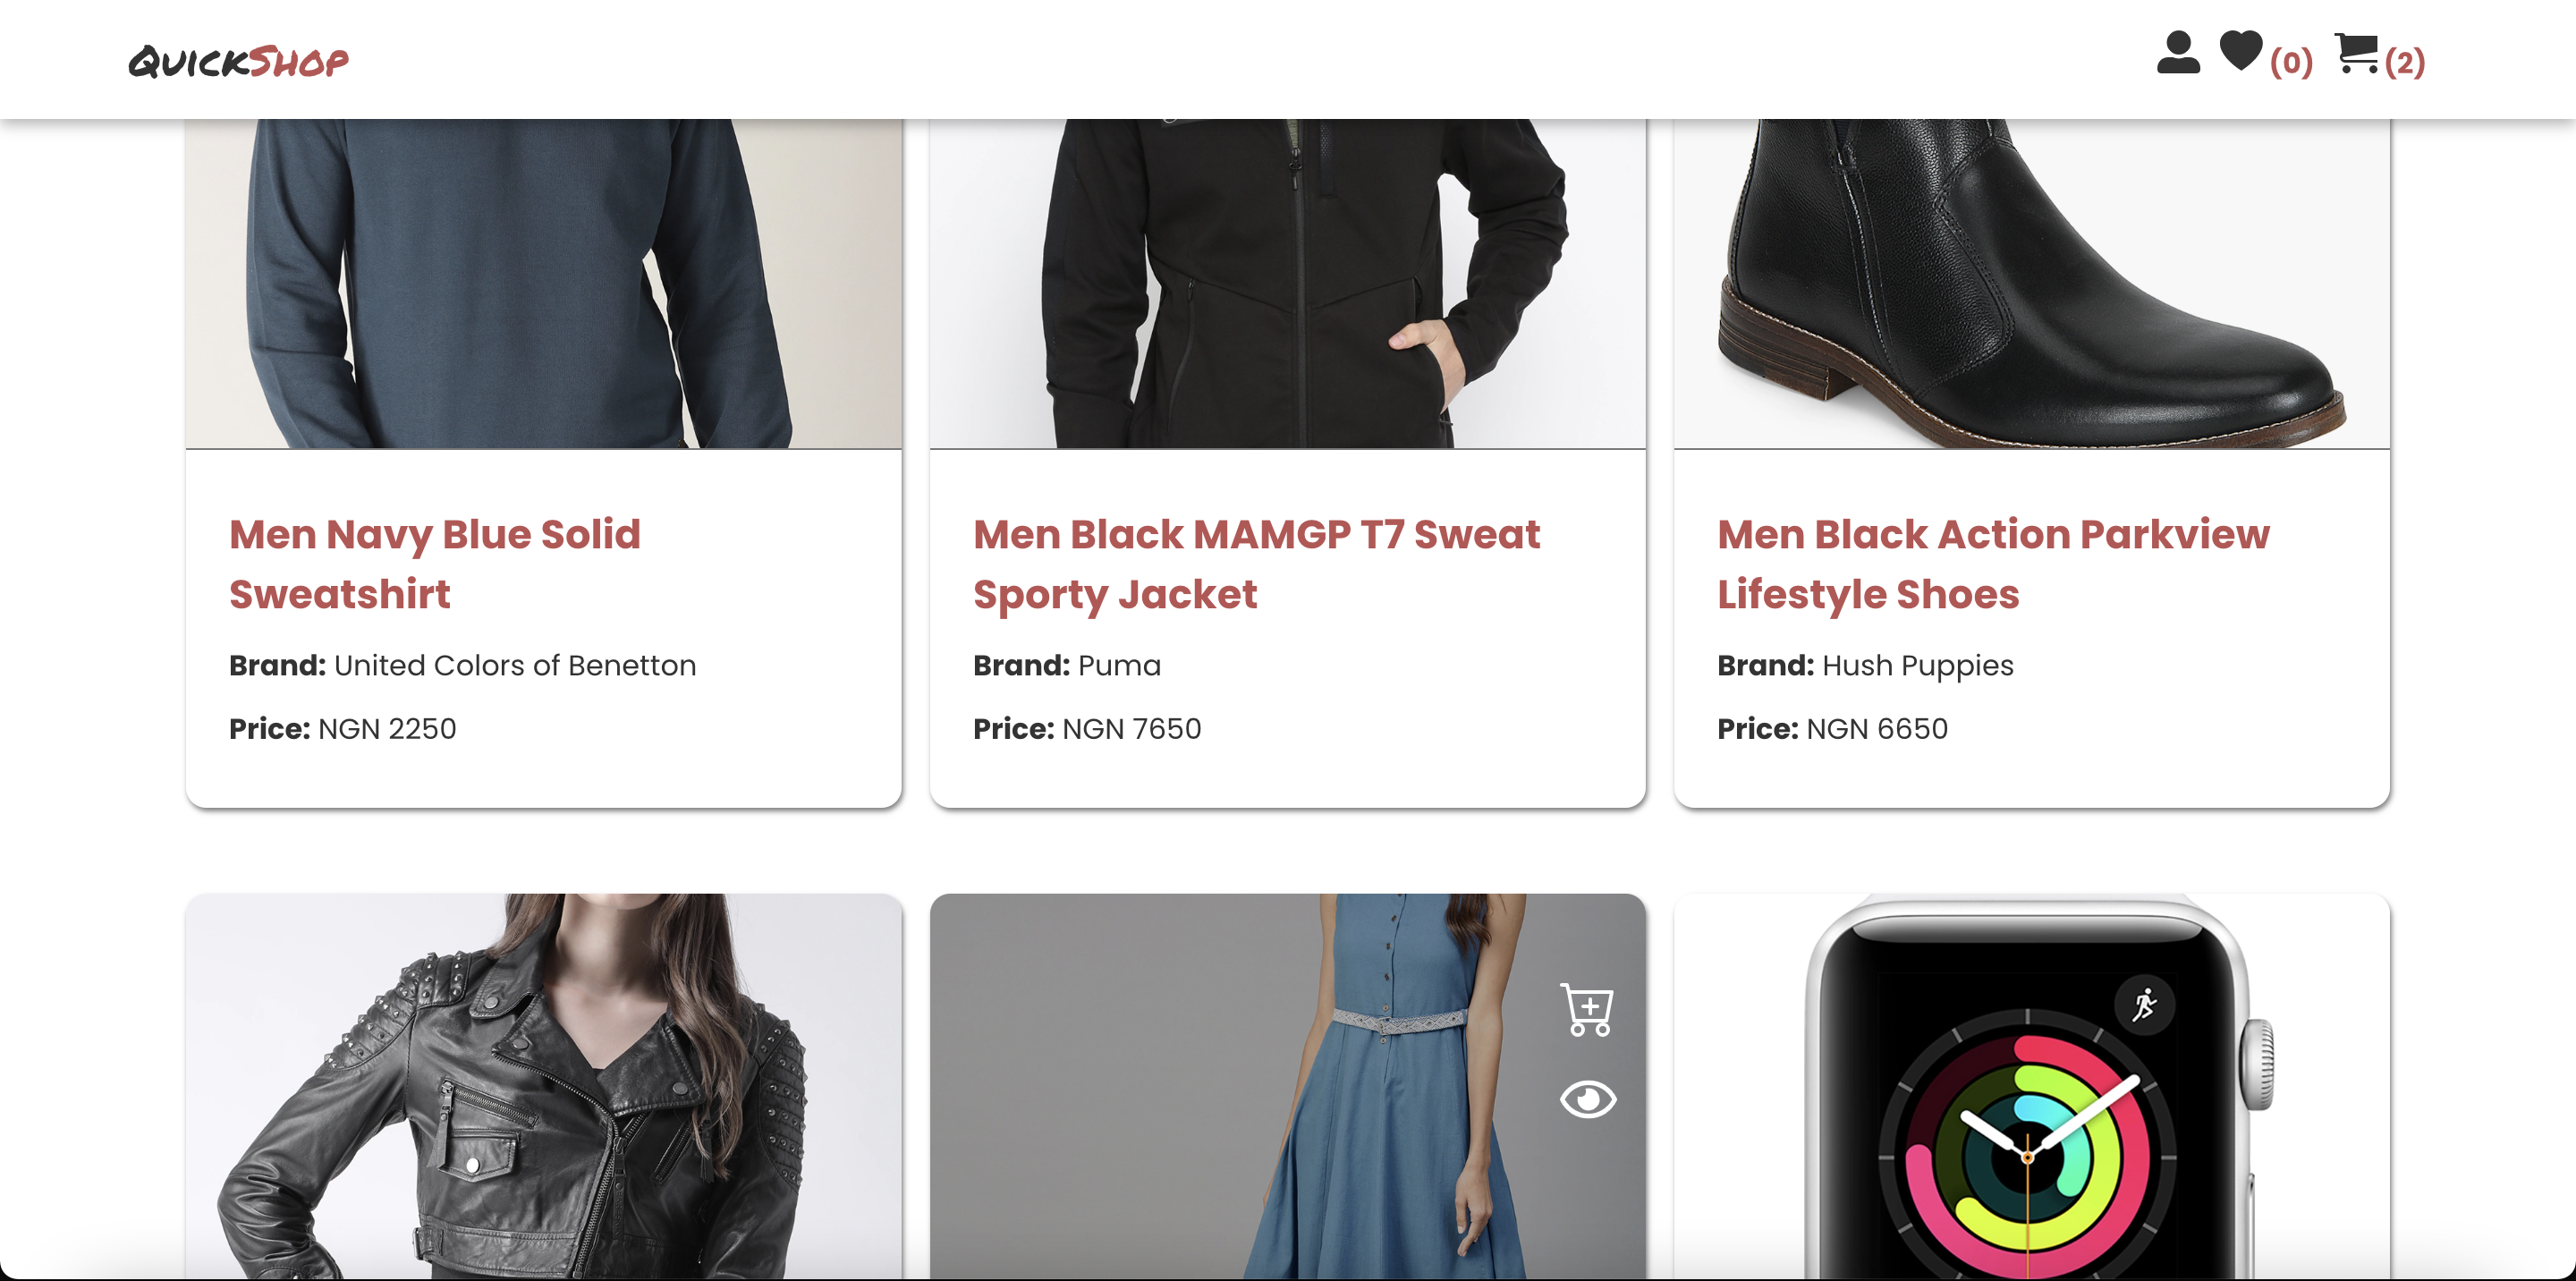 QuickShop
(0)
(2)
Men Navy Blue Solid
Sweatshirt
Brand: United Colors of Benetton
Price: NGN 2250
Men Black MAMGP T7 Sweat
Sporty Jacket
Brand: Puma
Price: NGN 7650
Men Black Action Parkview
Lifestyle Shoes
Brand: Hush Puppies
Price: NGN 6650